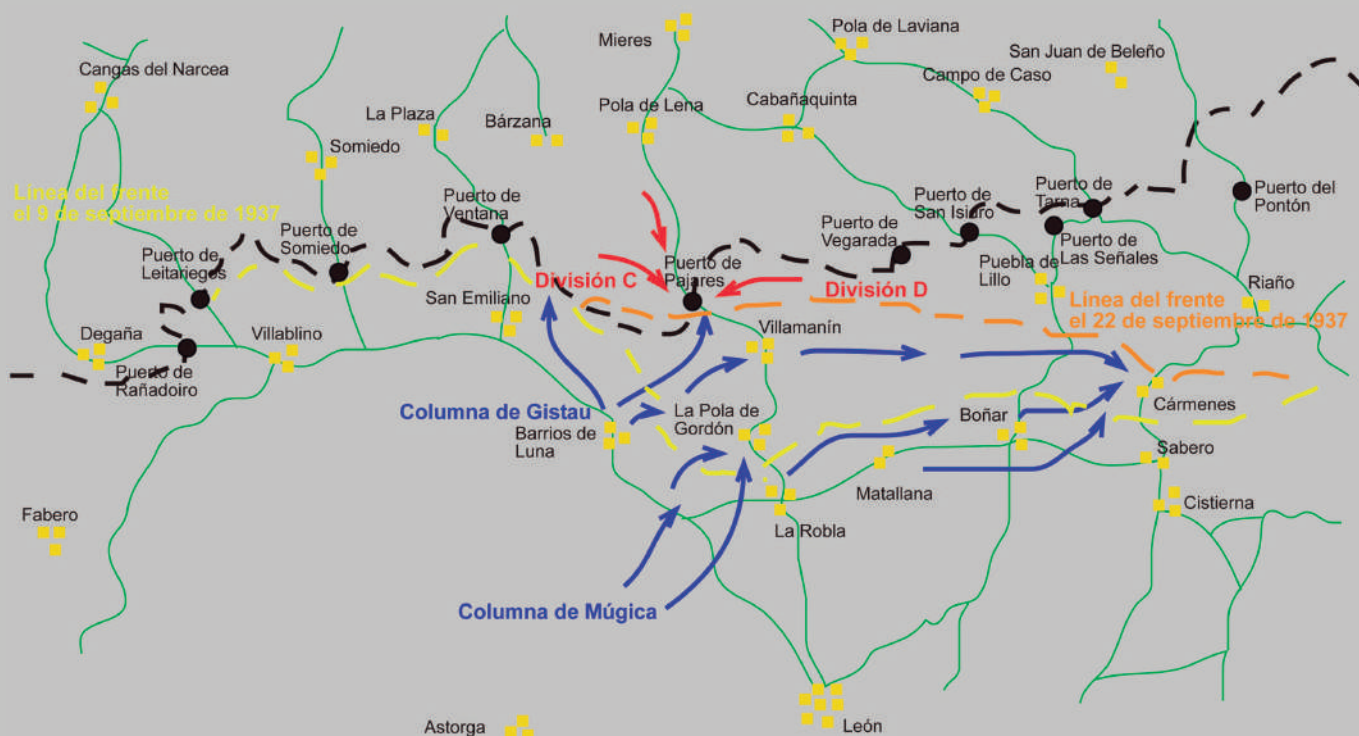 Mieres
Pola de Laviana
San Juan de Beleño
Cangas del Narcea
Campo de Caso
La Plaza
Bárzana
Pola de Lena
Cabañaquinta
Somiedo
Línea del frente
el 9 de septiembre de 1937
Puerto de
Ventana
Puerto de
San Isidro
Puerto de
Tarna
Puerto del
Pontón
Puerto de
Somiedo
Puerto de
Vegarada
Puerto de
Las Señales
Puerto de
Leitariegos
Puerto de
Pajares
Puebla de
Lillo
División C
División D
Riaño
San Emiliano
Línea del frente
el 22 de septiembre de 1937
Degaña
Villablino
Villamanín
Puerto de
Rañadoiro
Columna de Gistau
La Pola de
Gordón
Boñar
Cármenes
Barrios de
Luna
Sabero
Matallana
Cistierna
Fabero
La Robla
Columna de Múgica
Astorga
León